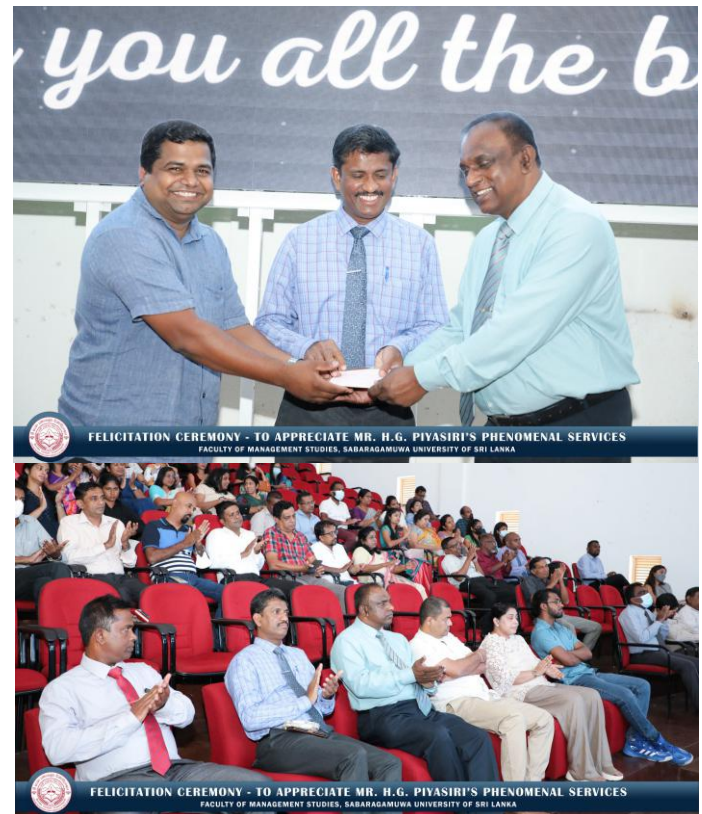 you all the b
FELICITATION CEREMONY - TO APPRECIATE MR. H.G. PIYASIRI'S PHENOMENAL SERVICES
FACULTY OF MANAGEMENT STUDIES, SABARAGAMUWA UNIVERSITY OF SRI LANKA
FELICITATION CEREMONY - TO APPRECIATE MR. H.G. PIYASIRI'S PHENOMENAL SERVICES
FACULTY OF MANAGEMENT STUDIES, SABARAGAMUWA UNIVERSITY OF SRI LANKA